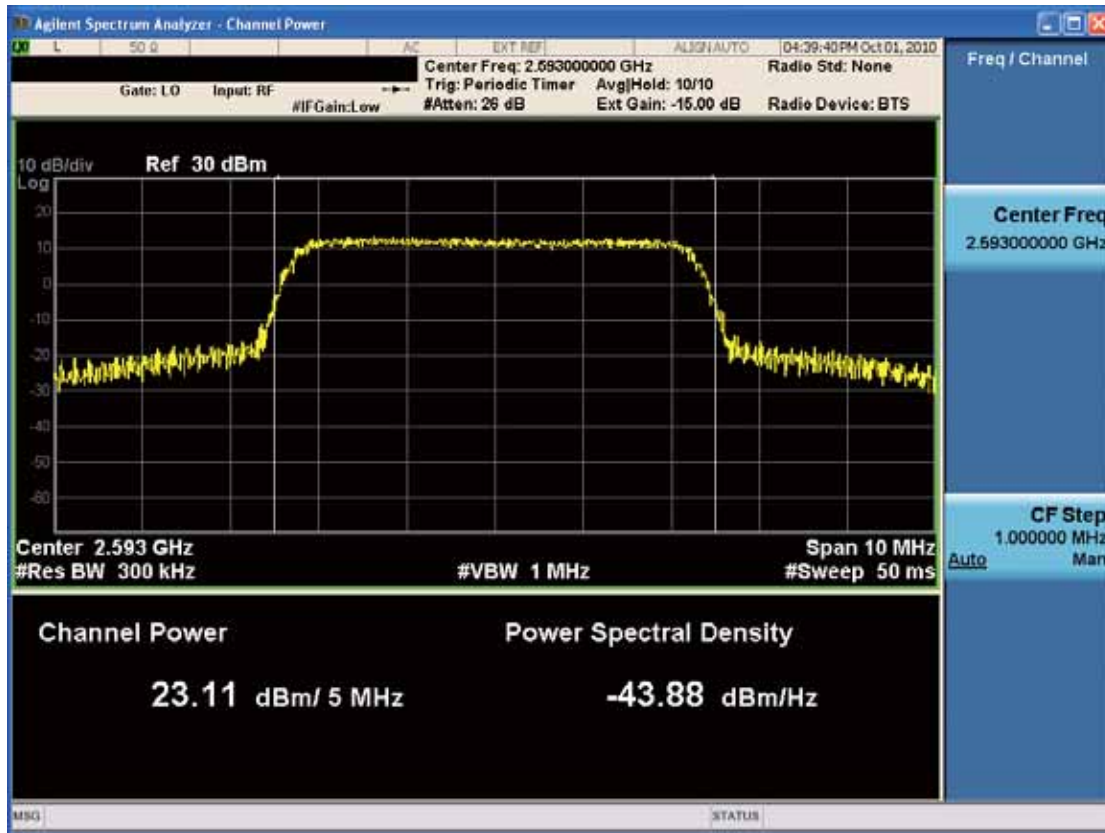 Agilent Spectrum Analyzer - Channel Power
L 50 Ω AC EXT REF ALIGN AUTO 04:39:40 PM Oct 01, 2010
Center Freq: 2.593000000 GHz Radio Std: None
Gate: LO Input: RF Trig: Periodic Timer Avg|Hold: 10/10
#IFGain:Low #Atten: 26 dB Ext Gain: -15.00 dB Radio Device: BTS
10 dB/div Ref 30 dBm
Log
20
10
0
-10
-20
-30
-40
-50
-60
Center 2.593 GHz Span 10 MHz
#Res BW 300 kHz #VBW 1 MHz #Sweep 50 ms
Channel Power Power Spectral Density
23.11 dBm/ 5 MHz -43.88 dBm/Hz
MSG STATUS
Freq / Channel
Center Freq
2.593000000 GHz
CF Step
1.000000 MHz
Auto Man